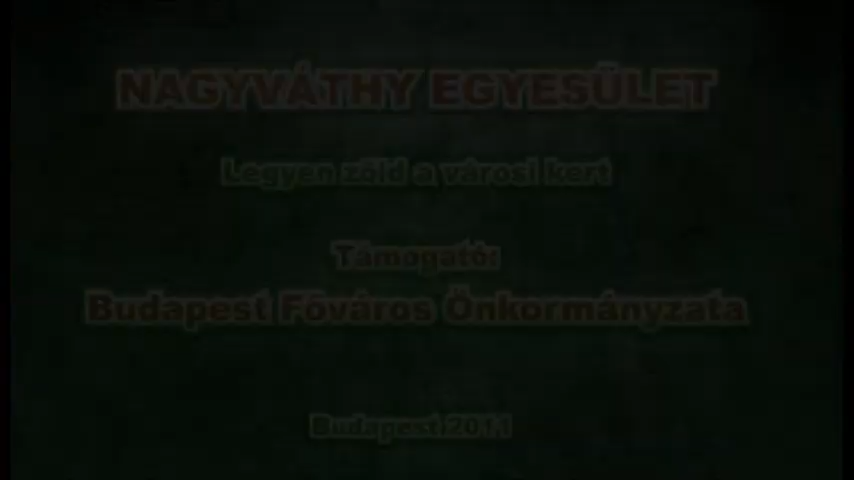 NAGYVÁTHY EGYESÜLET
Legyen zöld a városi kert
Támogató:
Budapest Főváros Önkormányzata
Budapest 2011